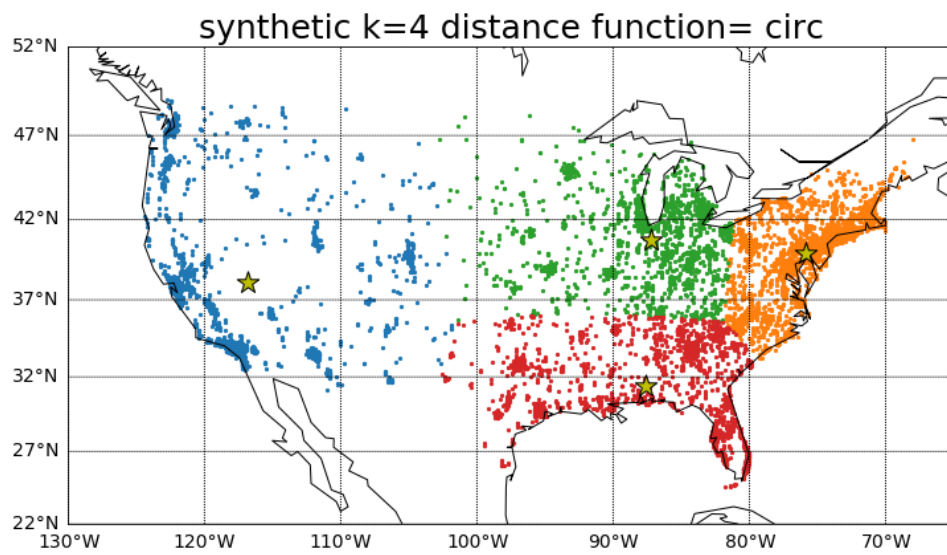 synthetic k=4 distance function= circ
52°N
47°N
42°N
37°N
32°N
27°N
22°N
130°W 120°W 110°W 100°W 90°W 80°W 70°W